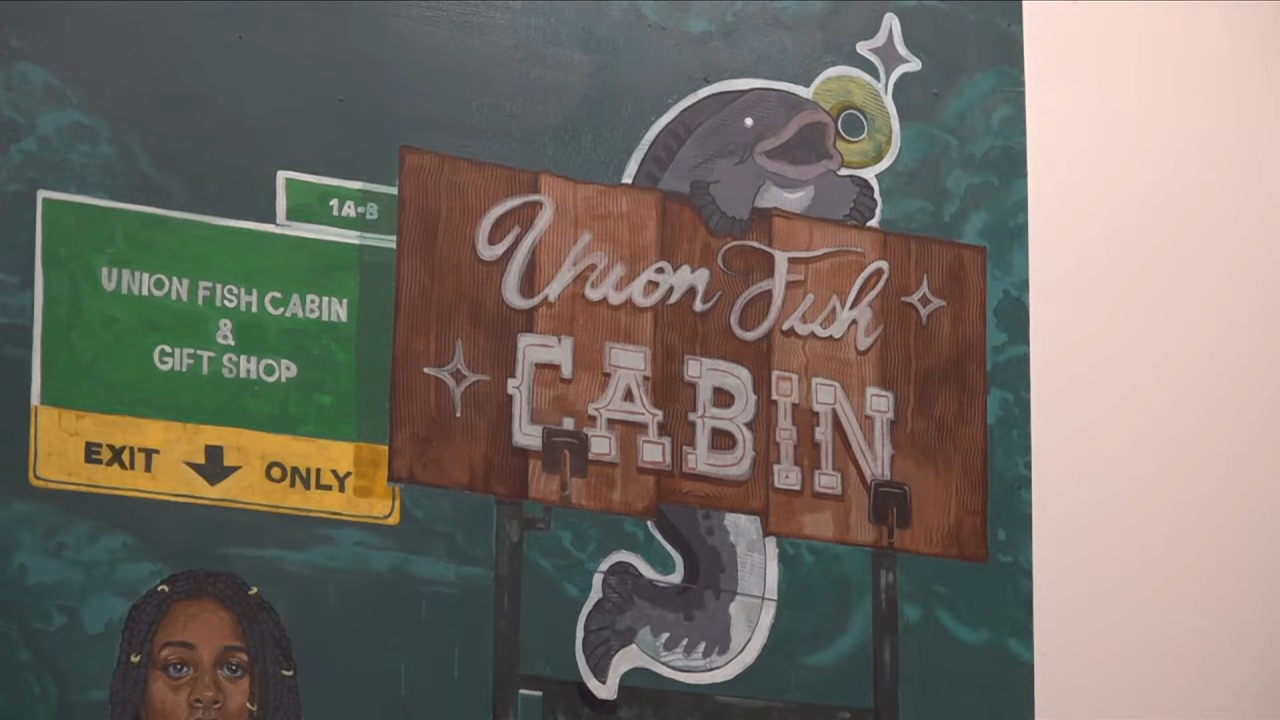 1A-B
UNION FISH CABIN
&
GIFT SHOP
EXIT ONLY
Union Fish
CABIN